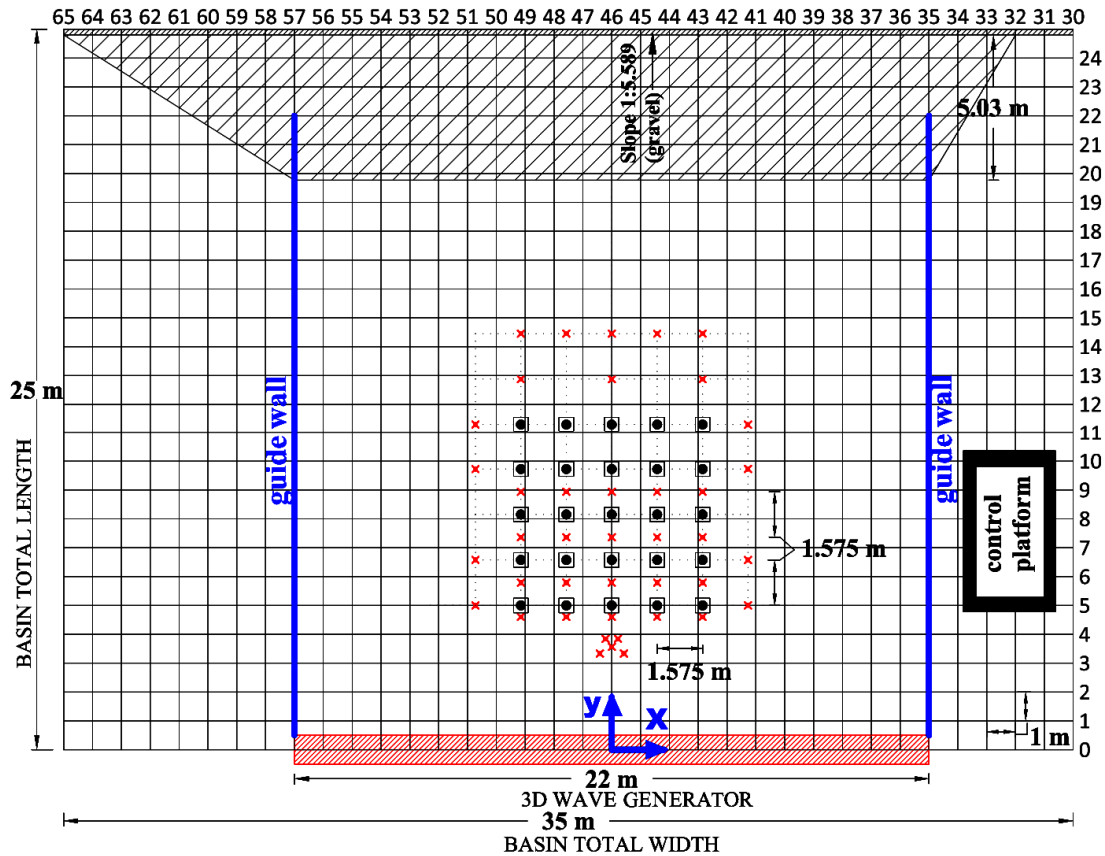 65 64 63 62 61 60 59 58 57 56 55 54 53 52 51 50 49 48 47 46 45 44 43 42 41 40 39 38 37 36 35 34 33 32 31 30
24
23
22
21
20
19
18
17
16
15
14
13
12
11
10
9
8
7
6
5
4
3
2
1
0
Slope 1:5.589
(gravel)
5.03 m
25 m
BASIN TOTAL LENGTH
guide wall
guide wall
control
platform
1.575 m
1.575 m
y
X
1 m
22 m
3D WAVE GENERATOR
35 m
BASIN TOTAL WIDTH